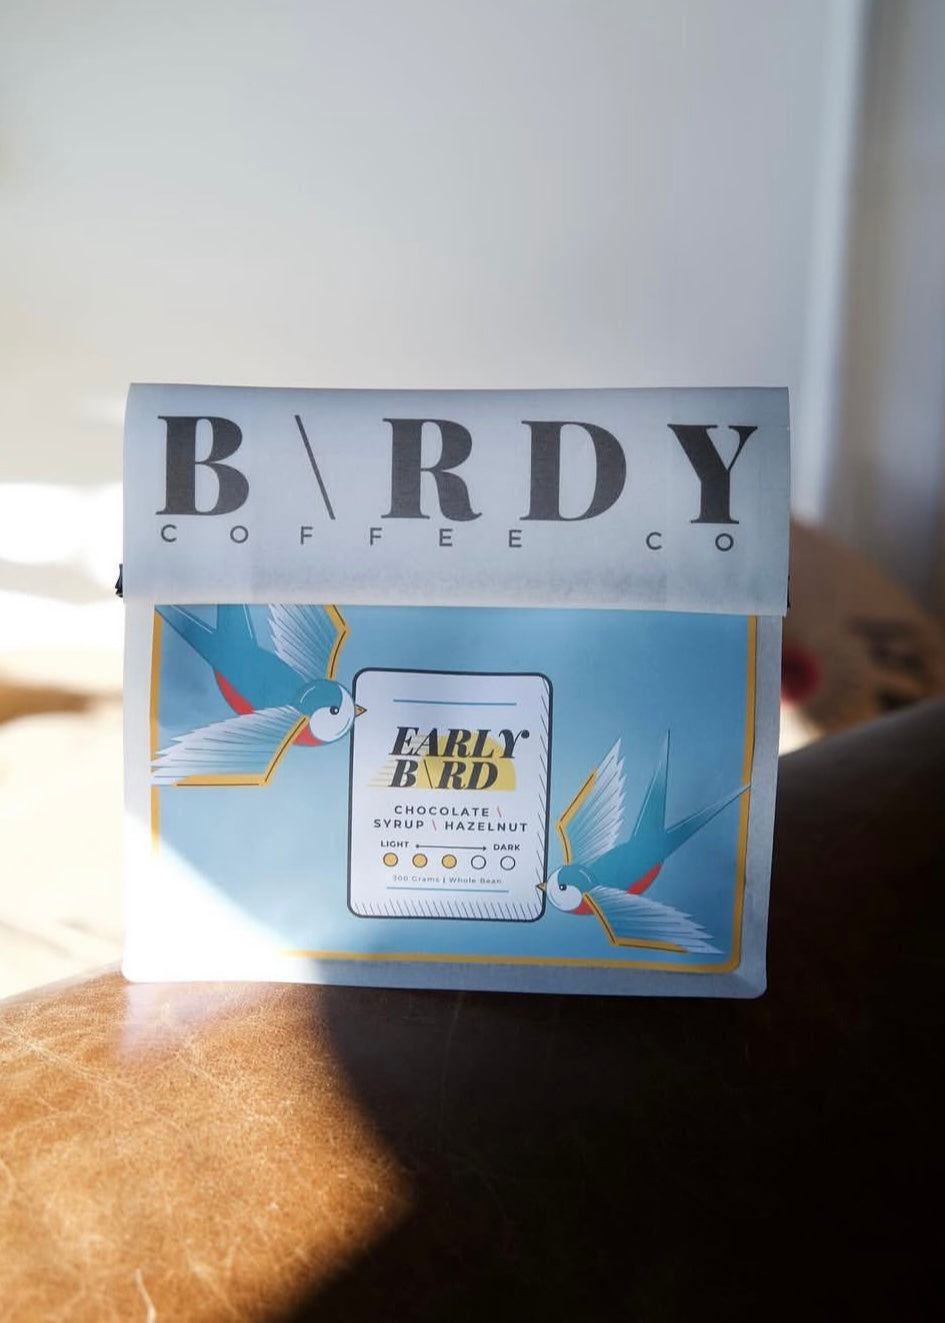 B\RDY
COFFEE CO
EARLY
B\RD
CHOCOLATE \
SYRUP \ HAZELNUT
LIGHT DARK
300 Grams | Whole Bean